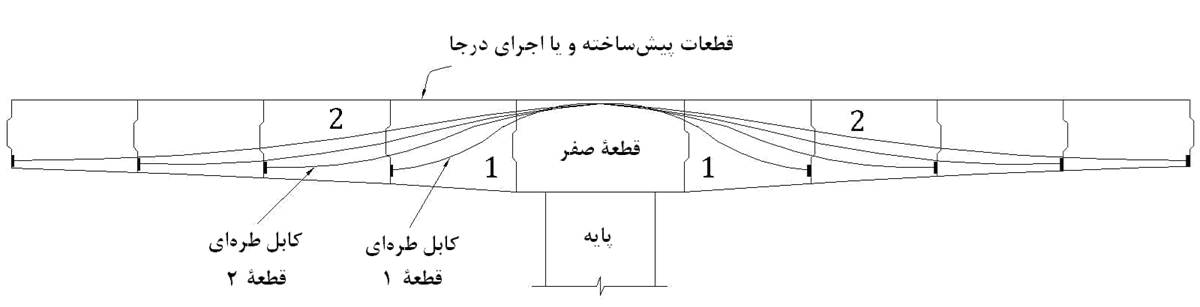 قطعات پیش‌ساخته و یا اجرای درجا
2
2
1
قطعهٔ صفر
1
کابل طره‌ای
قطعهٔ ۲
کابل طره‌ای
قطعهٔ ۱
پایه